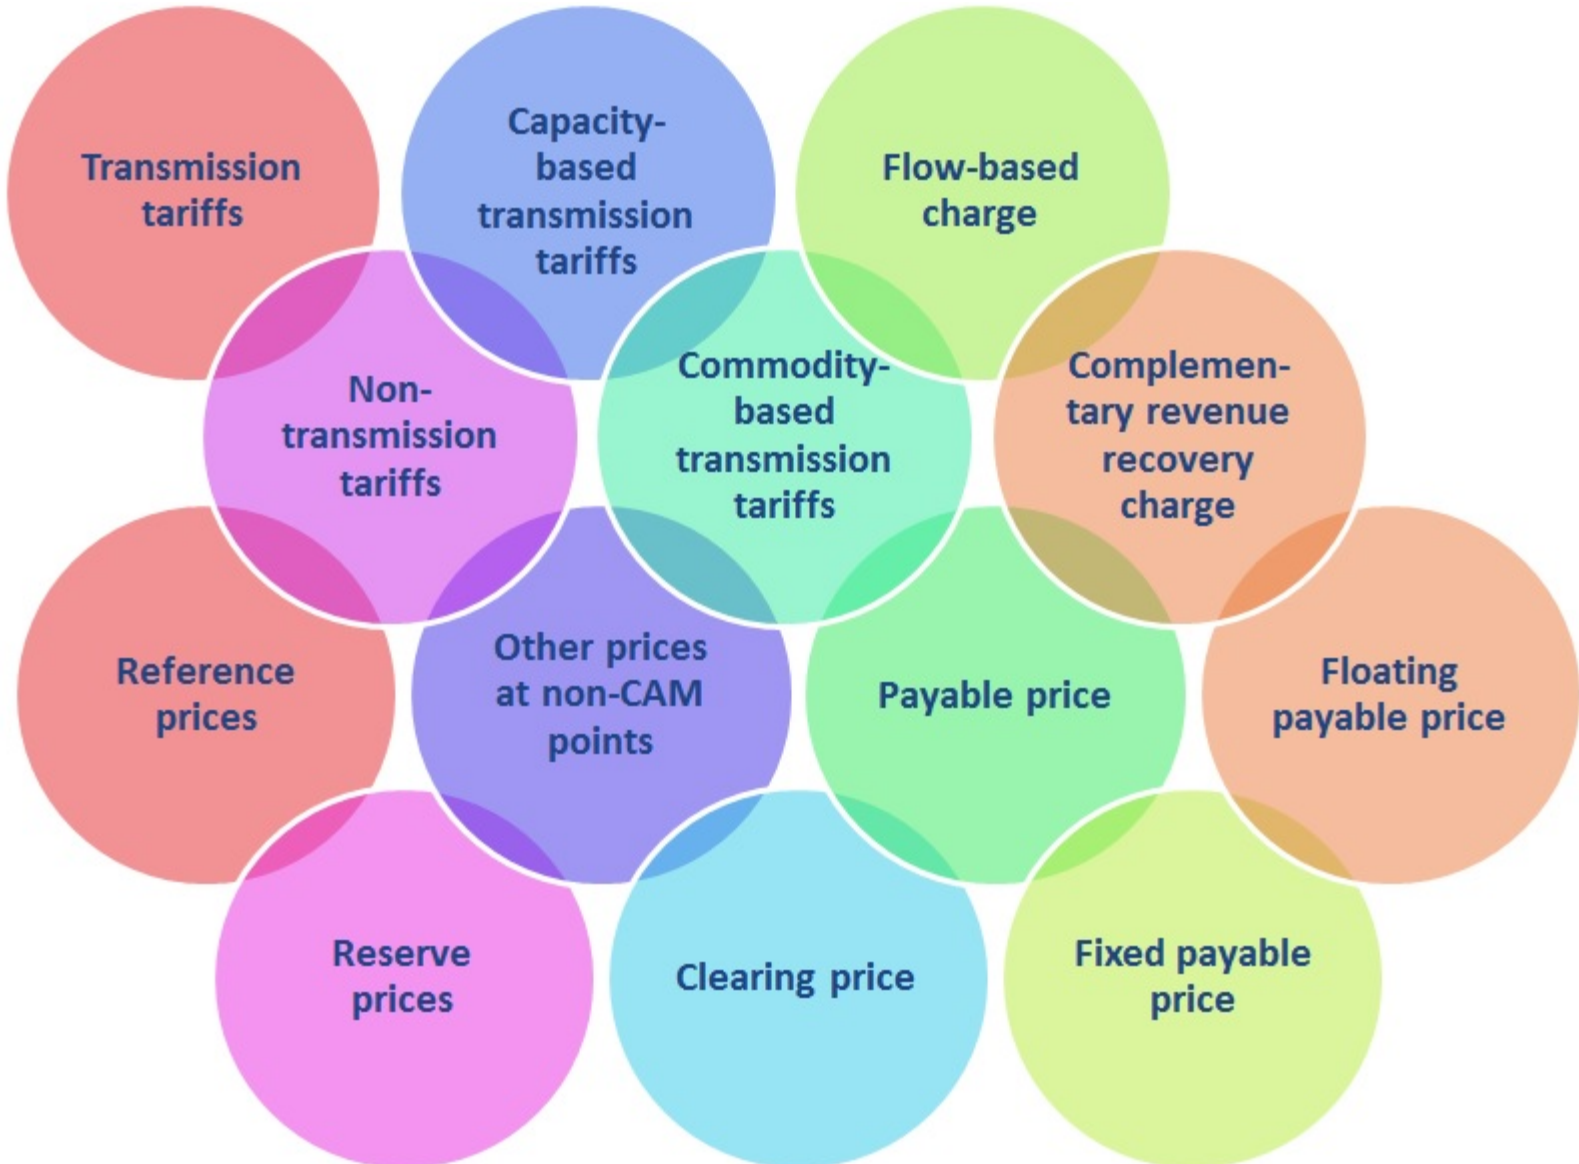 Transmission
tariffs
Capacity-
based
transmission
tariffs
Flow-based
charge
Non-
transmission
tariffs
Commodity-
based
transmission
tariffs
Complemen-
tary revenue
recovery
charge
Reference
prices
Other prices
at non-CAM
points
Payable price
Floating
payable price
Reserve
prices
Clearing price
Fixed payable
price